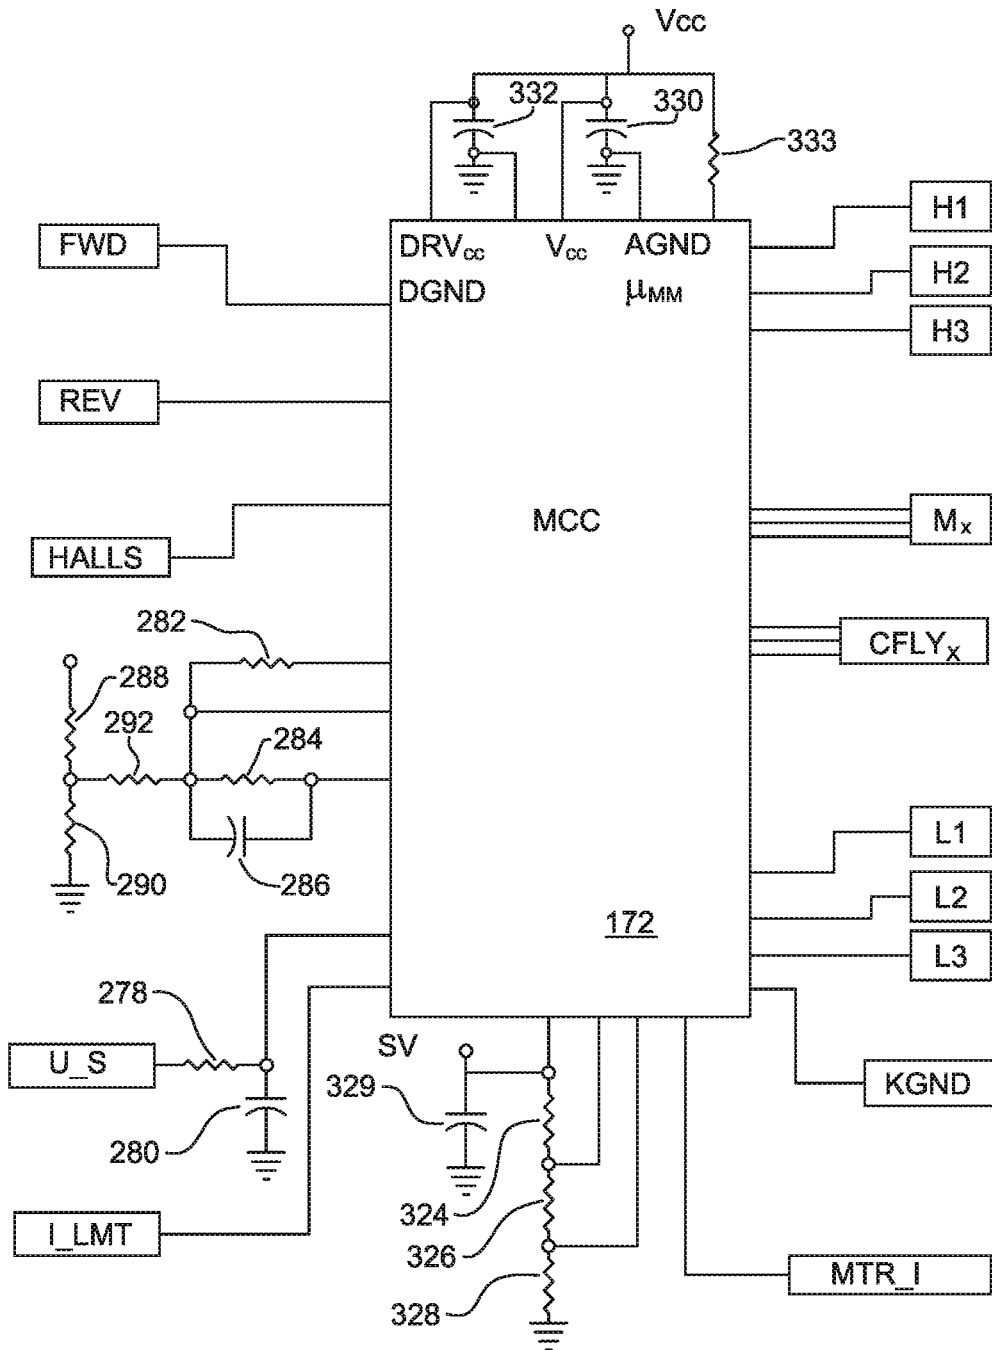 Vcc
332
330
333
H1
FWD
DRVcc
Vcc
AGND
H2
DGND
μMM
H3
REV
MCC
Mx
HALLS
282
CFLYx
288
292
284
290
286
L1
L2
172
L3
278
SV
U_S
KGND
329
280
324
I_LMT
326
MTR_I
328